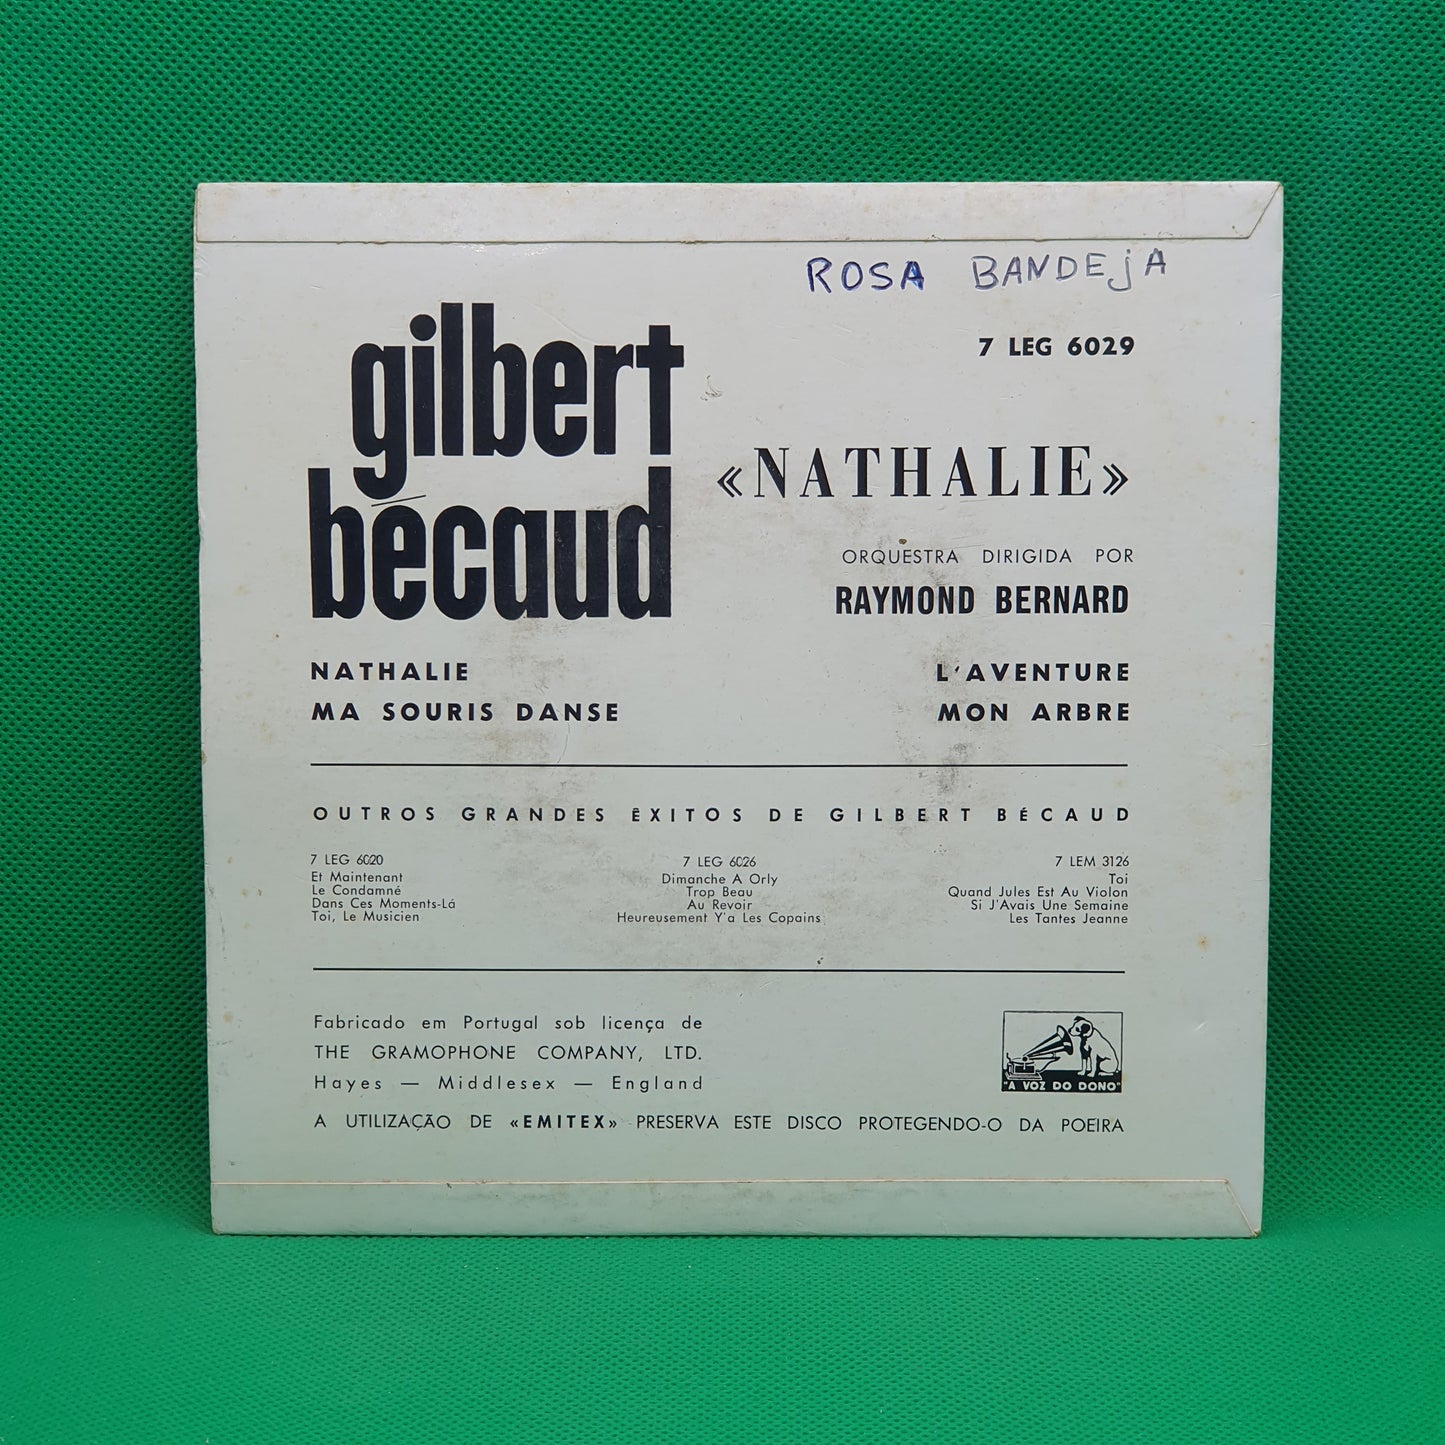 ROSA BANDEjA
7 LEG 6029
gilbert
bécaud
«NATHALIE»
ORQUESTRA DIRIGIDA POR
RAYMOND BERNARD
NATHALIE
MA SOURIS DANSE
L'AVENTURE
MON ARBRE
OUTROS GRANDES ÊXITOS DE GILBERT BÉCAUD
7 LEG 6020
Et Maintenant
Le Condamné
Dans Ces Moments-Lá
Toi, Le Musicien
7 LEG 6026
Dimanche A Orly
Trop Beau
Au Revoir
Heureusement Y'a Les Copains
7 LEM 3126
Toi
Quand Jules Est Au Violon
Si J'Avais Une Semaine
Les Tantes Jeanne
Fabricado em Portugal sob licença de
THE GRAMOPHONE COMPANY, LTD.
Hayes — Middlesex — England
"A VOZ DO DONO"
A UTILIZAÇÃO DE «EMITEX» PRESERVA ESTE DISCO PROTEGENDO-O DA POEIRA